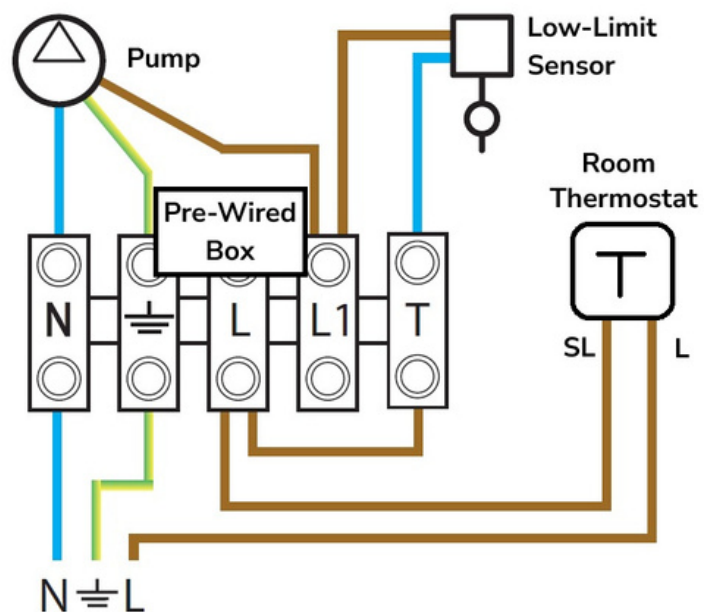 Pump
Low-Limit
Sensor
Room
Thermostat
Pre-Wired
Box
N
L
L1
T
T
SL
L
N
L